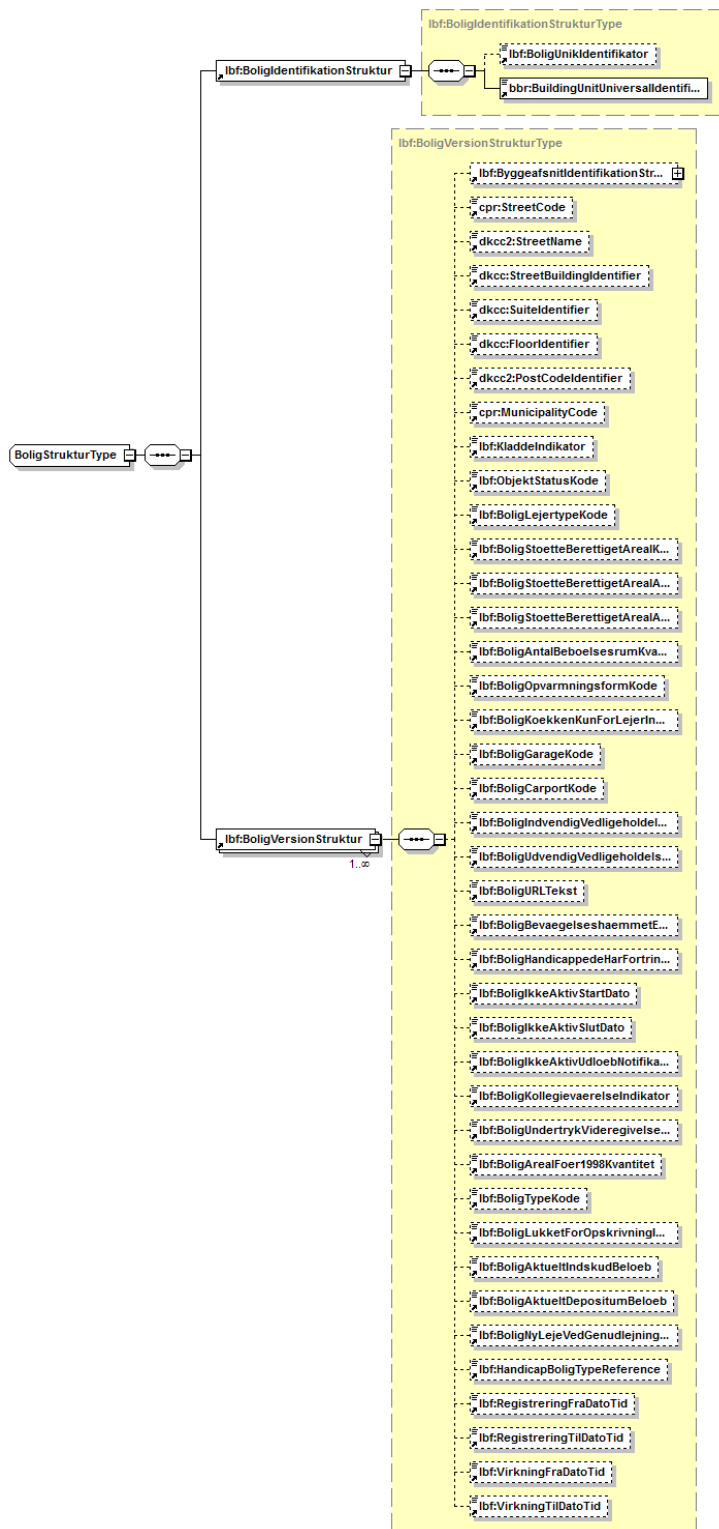 lbf:BoligIdentifikationStrukturType
lbf:BoligUnikIdentifikator
lbf:BoligIdentifikationStruktur
bbr:BuildingUnitUniversalIdentifi...
lbf:BoligVersionStrukturType
lbf:ByggeafsnitIdentifikationStr...
cpr:StreetCode
dkcc2:StreetName
dkcc:StreetBuildingIdentifier
dkcc:SuiteIdentifier
dkcc:FloorIdentifier
dkcc2:PostCodeIdentifier
cpr:MunicipalityCode
lbf:KladdeIndikator
BoligStrukturType
lbf:ObjektStatusKode
lbf:BoligLejertypeKode
lbf:BoligStoetteBerettigetArealK...
lbf:BoligStoetteBerettigetArealA...
lbf:BoligStoetteBerettigetArealA...
lbf:BoligAntalBeboelsesrumKva...
lbf:BoligOpvarmningsformKode
lbf:BoligKoekkenKunForLejerIn...
lbf:BoligGarageKode
lbf:BoligCarportKode
lbf:BoligIndvendigVedligeholdel...
lbf:BoligVersionStruktur
1..∞
lbf:BoligUdvendigVedligeholdels...
lbf:BoligURLTekst
lbf:BoligBevaegelseshaemmetE...
lbf:BoligHandicappedeHarFortrin...
lbf:BoligIkkeAktivStartDato
lbf:BoligIkkeAktivSlutDato
lbf:BoligIkkeAktivUdloebNotifika...
lbf:BoligKollegievaerelseIndikator
lbf:BoligUndertrykVideregivelse...
lbf:BoligArealFoer1998Kvantitet
lbf:BoligTypeKode
lbf:BoligLukketForOpskrivningI...
lbf:BoligAktueltIndskudBeloeb
lbf:BoligAktueltDepositumBeloeb
lbf:BoligNyLejeVedGenudlejning...
lbf:HandicapBoligTypeReference
lbf:RegistreringFraDatoTid
lbf:RegistreringTilDatoTid
lbf:VirkningFraDatoTid
lbf:VirkningTilDatoTid